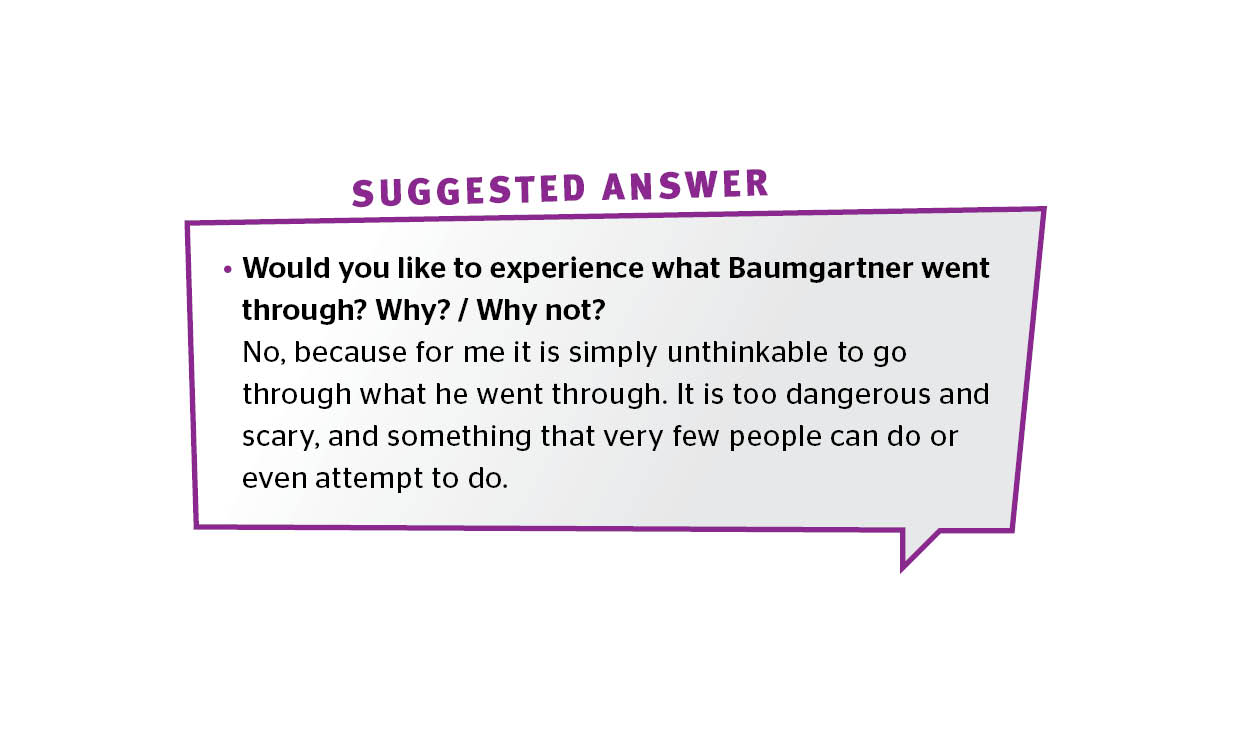 SUGGESTED ANSWER
• Would you like to experience what Baumgartner went
through? Why? / Why not?
No, because for me it is simply unthinkable to go
through what he went through. It is too dangerous and
scary, and something that very few people can do or
even attempt to do.